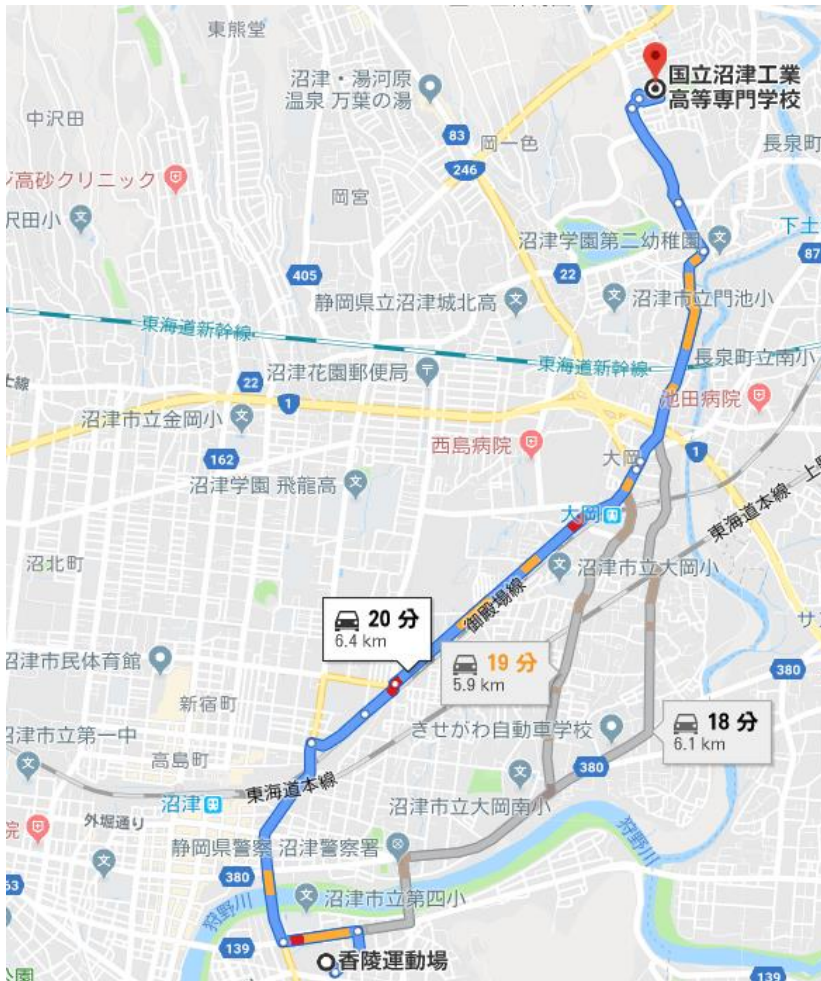 東熊堂
国立沼津工業
高等専門学校
沼津・湯河原
温泉 万葉の湯
中沢田
83
岡一色
長泉町
246
ジ高砂クリニック
岡宮
沢田小
沼津学園第二幼稚園
下土
87
405
22
静岡県立沼津城北高
沼津市立門池小
東海道新幹線
東海道新幹線
長泉町立南小
22
沼津花園郵便局
1
池田病院
沼津市立金岡小
西島病院
大岡
1
162
沼津学園 飛龍高
大岡
東海道本線
沼北町
沼津市立大岡小
御殿場線
20 分
6.4 km
19 分
5.9 km
380
沼津市民体育館
新宿町
18 分
6.1 km
沼津市立第一中
きせがわ自動車学校
高島町
380
東海道本線
沼津
沼津市立大岡南小
外堀通り
院
静岡県警察 沼津警察署
狩野川
63
380
沼津市立第四小
狩野川
139
香陵運動場
公園
139